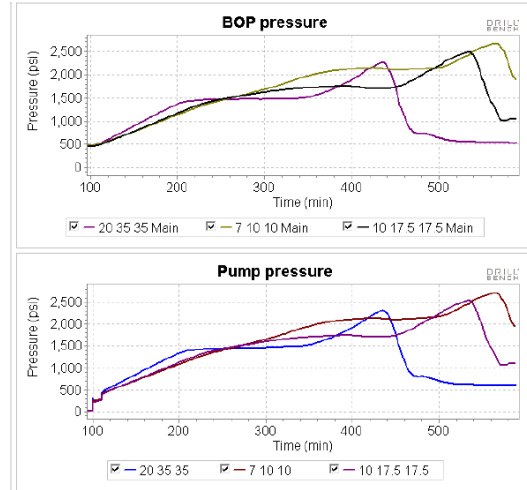 BOP pressure
DRILL
BENCH
Pressure (psi)
2,500
2,000
1,500
1,000
500
0
100 200 300 400 500
Time (min)
20 35 35 Main 7 10 10 Main 10 17.5 17.5 Main
Pump pressure
DRILL
BENCH
Pressure (psi)
2,500
2,000
1,500
1,000
500
0
100 200 300 400 500
Time (min)
20 35 35 7 10 10 10 17.5 17.5